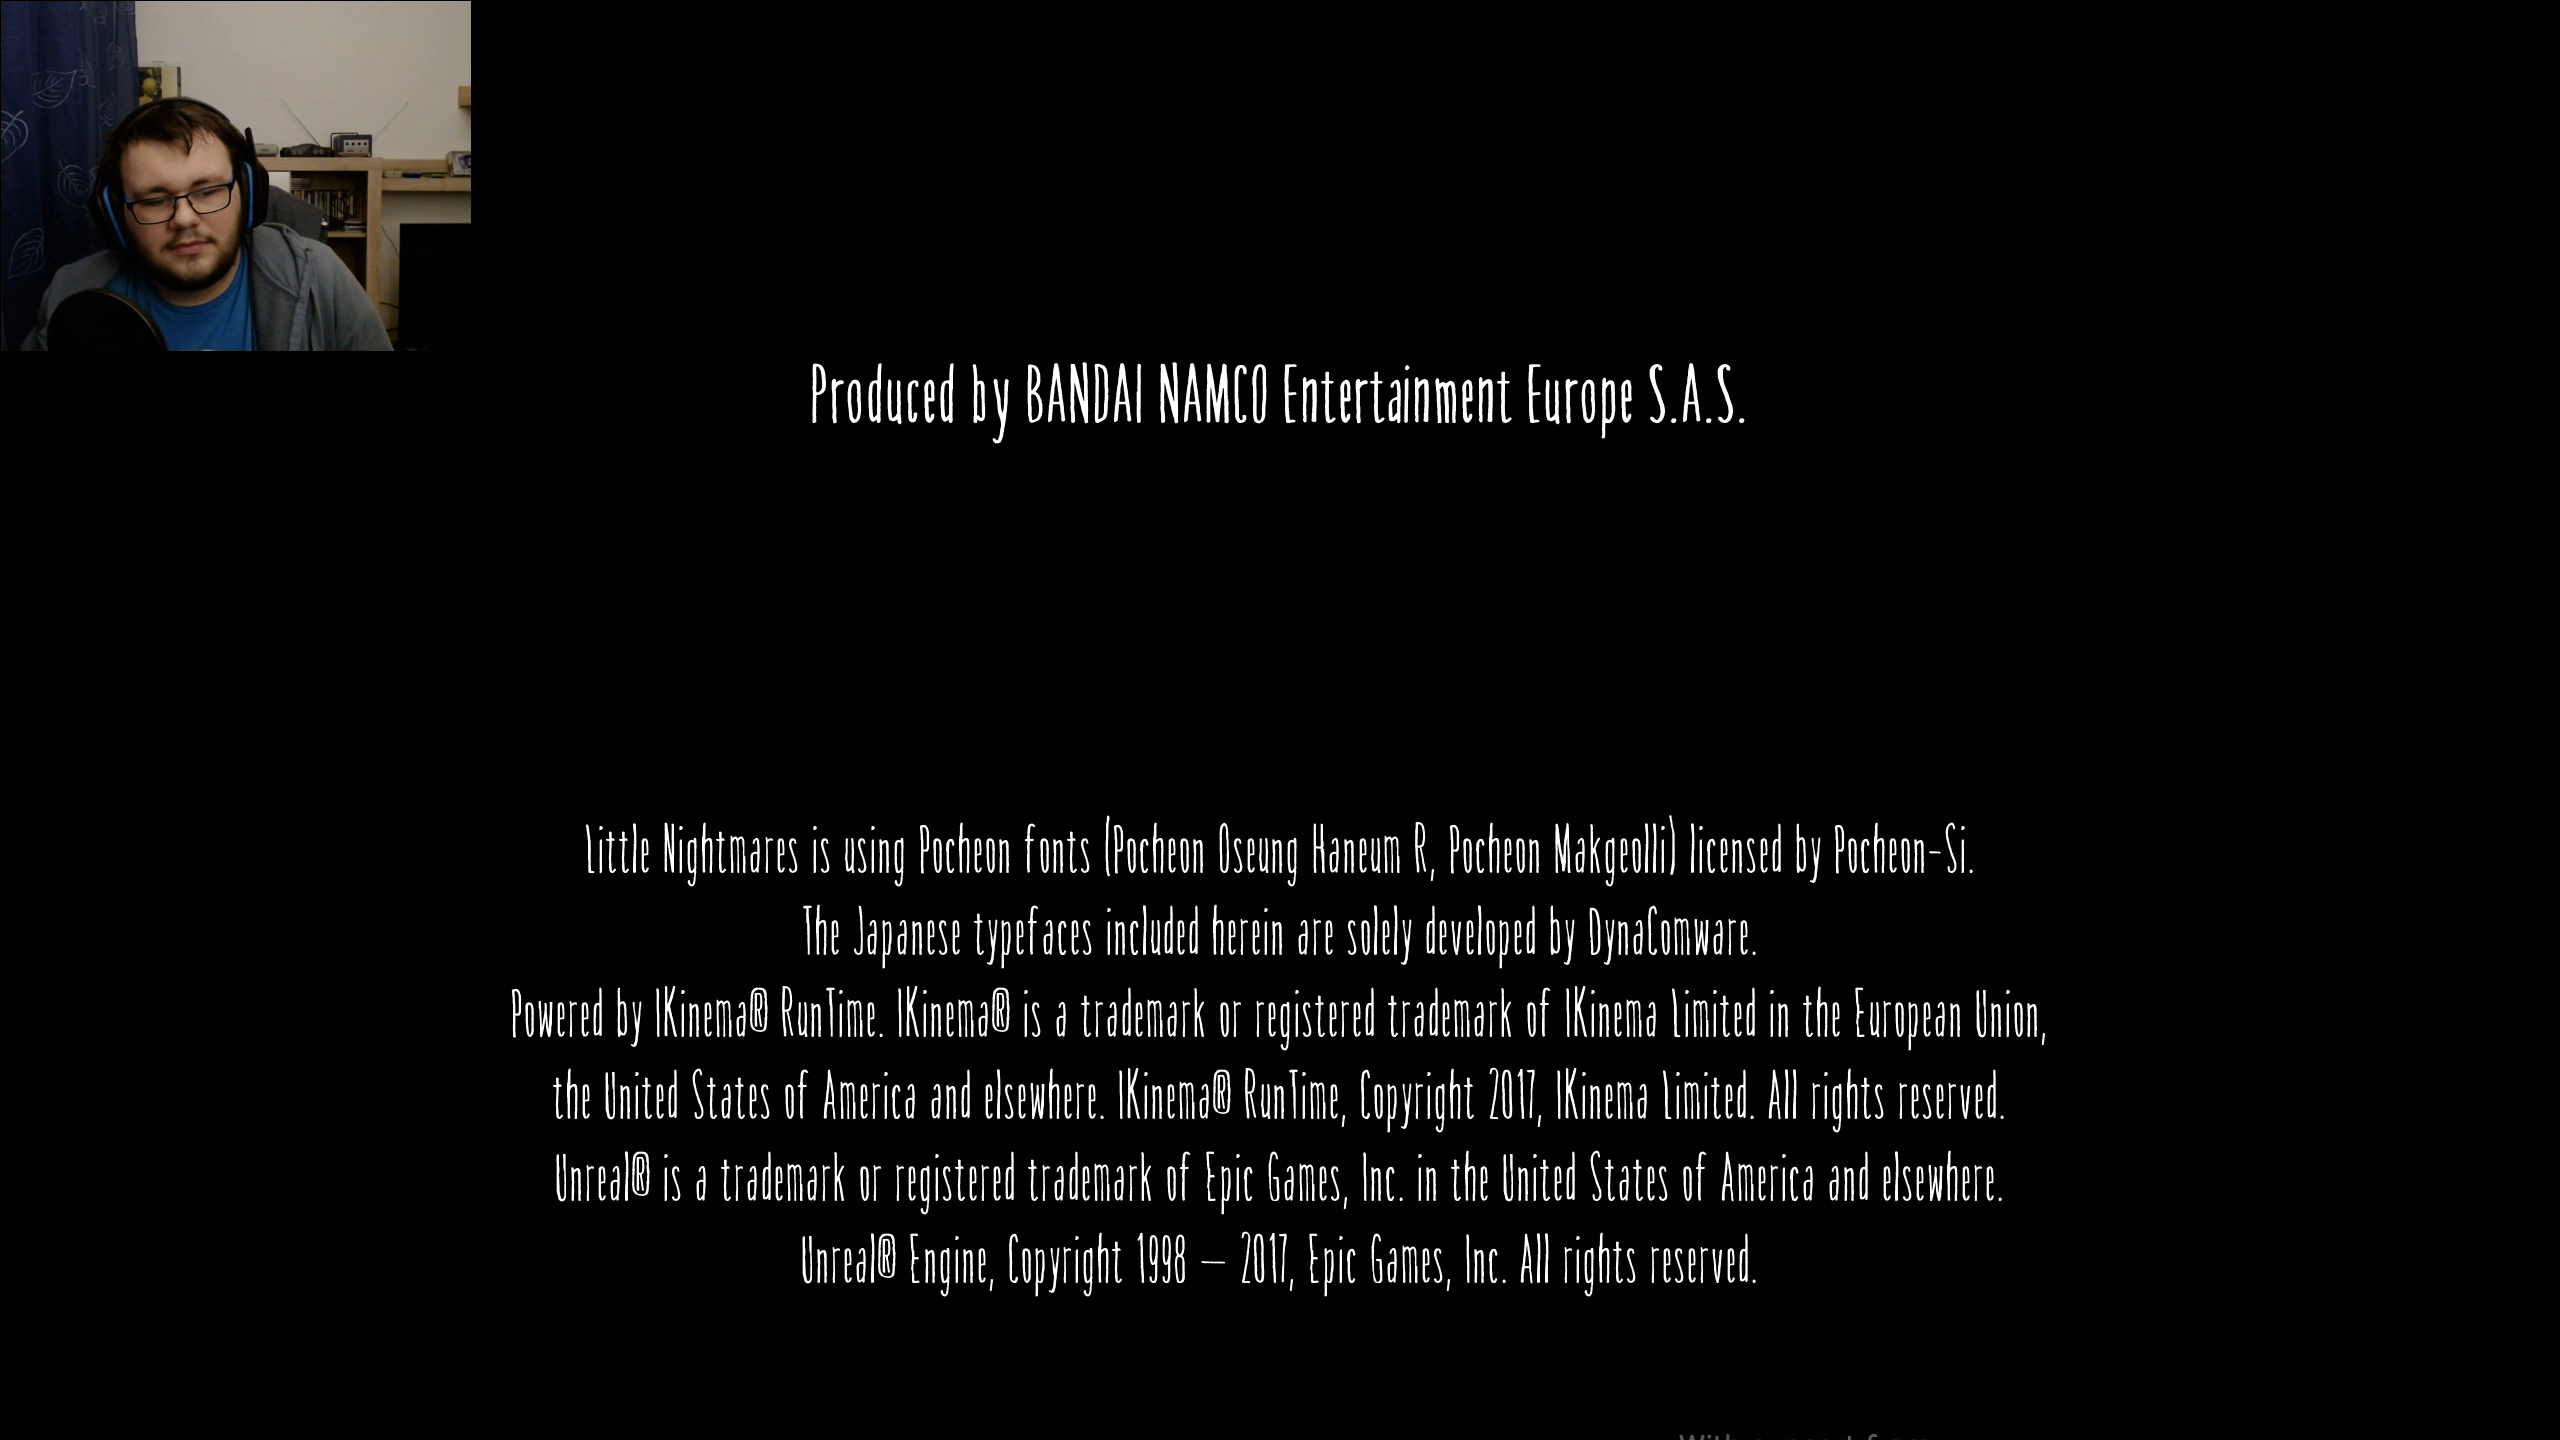 Produced by BANDAI NAMCO Entertainment Europe S.A.S.
Little Nightmares is using Pocheon fonts (Pocheon Oseung Haneum R, Pocheon Makgeolli) licensed by Pocheon-Si.
The Japanese typefaces included herein are solely developed by DynaComware.
Powered by IKinema® RunTime. IKinema® is a trademark or registered trademark of IKinema Limited in the European Union,
the United States of America and elsewhere. IKinema® RunTime, Copyright 2017, IKinema Limited. All rights reserved.
Unreal® is a trademark or registered trademark of Epic Games, Inc. in the United States of America and elsewhere.
Unreal® Engine, Copyright 1998 – 2017, Epic Games, Inc. All rights reserved.